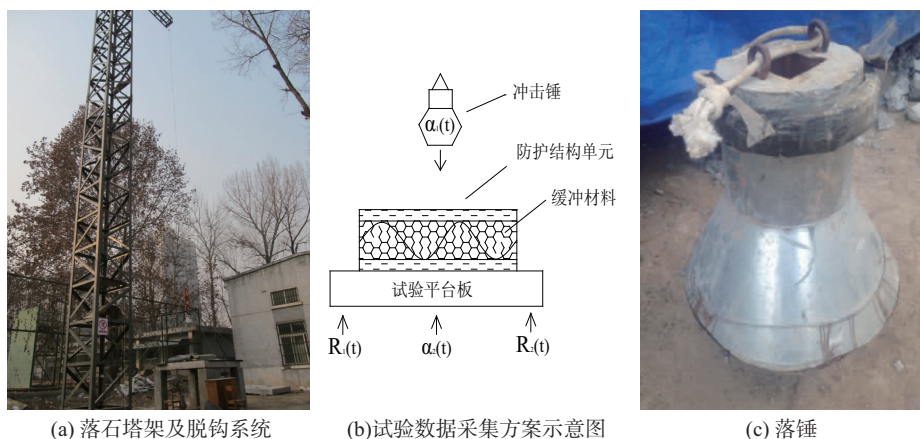 冲击锤
α₁(t)
防护结构单元
缓冲材料
试验平台板
R₁(t)
α₂(t)
R₂(t)
(a) 落石塔架及脱钩系统
(b)试验数据采集方案示意图
(c) 落锤